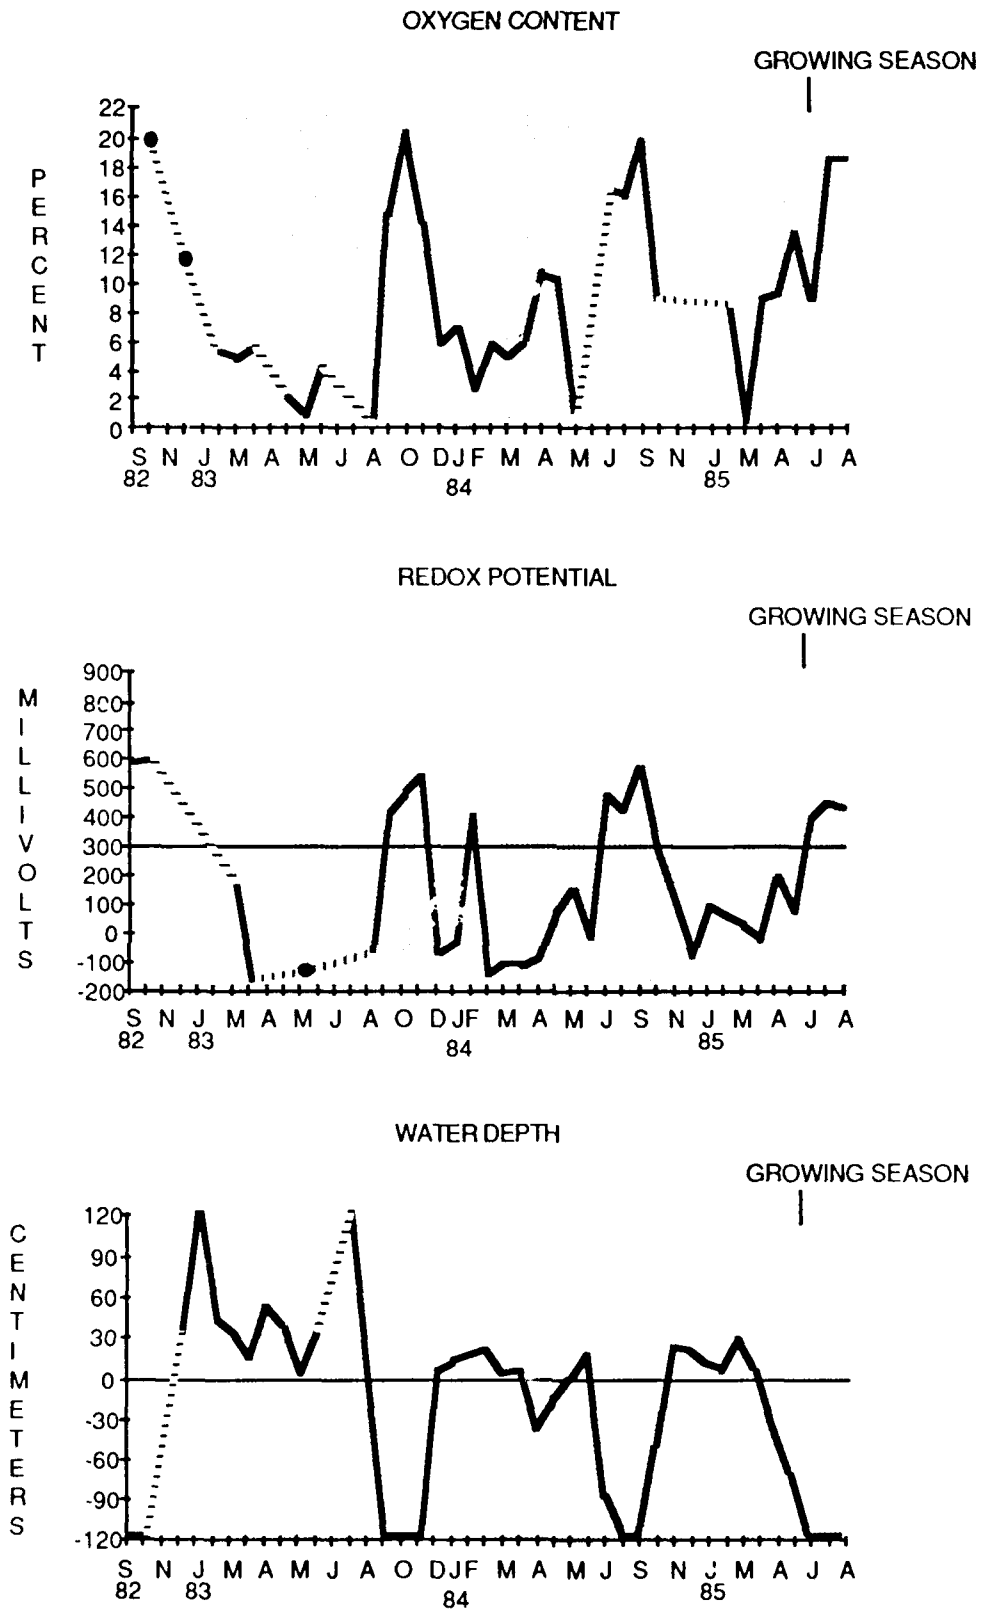 OXYGEN CONTENT
GROWING SEASON
PERCENT
22
20
18
16
14
12
10
8
6
4
2
0
S N J M A M J A O D J F M A M J S N J M A J A
82 83 84 85
REDOX POTENTIAL
GROWING SEASON
MILLIVOLTS
900
800
700
600
500
400
300
200
100
0
-100
-200
S N J M A M J A O D J F M A M J S N J M A J A
82 83 84 85
WATER DEPTH
GROWING SEASON
CENTIMETERS
120
90
60
30
0
-30
-60
-90
-120
S N J M A M J A O D J F M A M J S N J M A J A
82 83 84 85